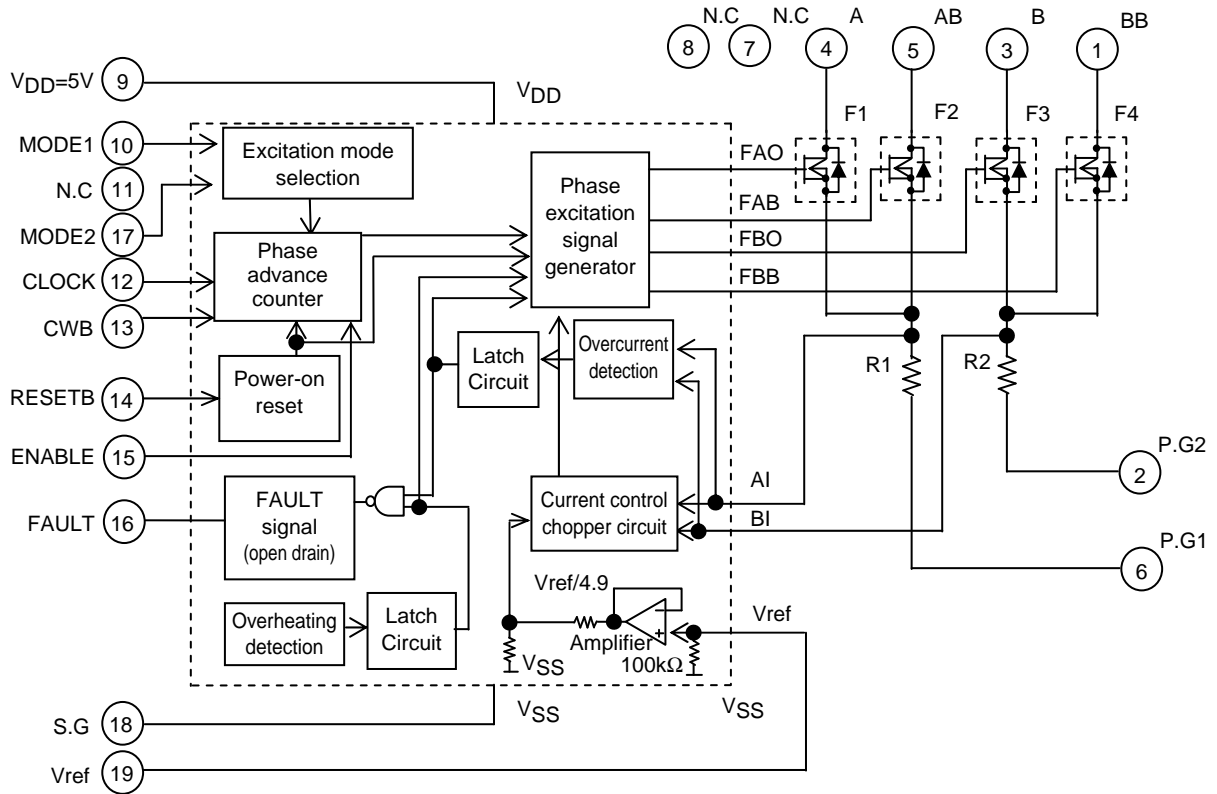 N.C
N.C
A
AB
B
BB
8
7
4
5
3
1
VDD=5V
9
VDD
MODE1
10
N.C
11
MODE2
17
CLOCK
12
CWB
13
RESETB
14
ENABLE
15
FAULT
16
Excitation mode
selection
Phase
advance
counter
Power-on
reset
Phase
excitation
signal
generator
FAO
FAB
FBO
FBB
F1
F2
F3
F4
Latch
Circuit
Overcurrent
detection
R1
R2
P.G2
2
P.G1
6
AI
BI
FAULT
signal
(open drain)
Current control
chopper circuit
Overheating
detection
Latch
Circuit
Vref/4.9
Amplifier
Vref
VSS
100kΩ
VSS
VSS
S.G
18
Vref
19